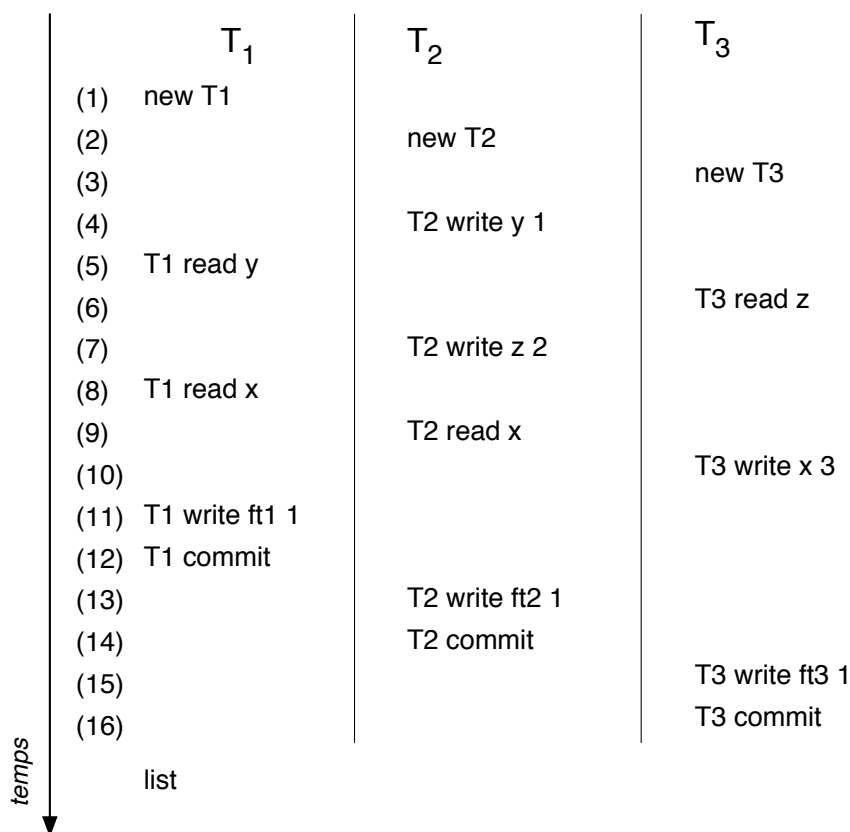 T1 T2 T3
(1) new T1
(2) new T2
(3) new T3
(4) T2 write y 1
(5) T1 read y
(6) T3 read z
(7) T2 write z 2
(8) T1 read x
(9) T2 read x
(10) T3 write x 3
(11) T1 write ft1 1
(12) T1 commit
(13) T2 write ft2 1
(14) T2 commit
(15) T3 write ft3 1
(16) T3 commit
list
temps